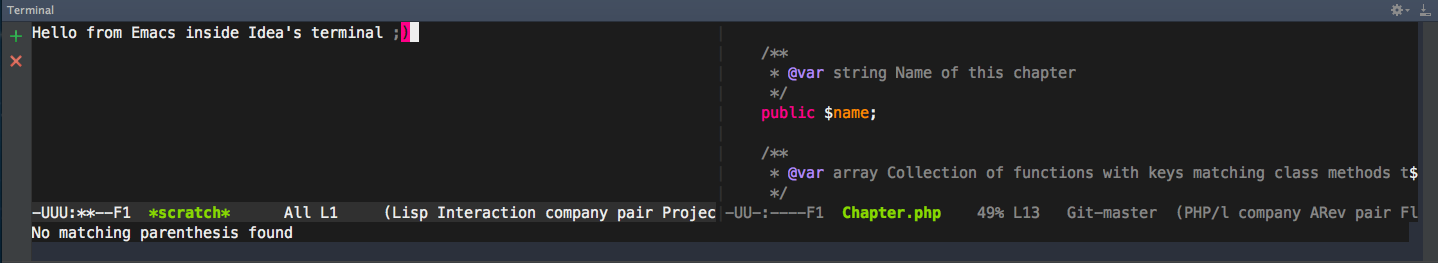 Terminal
Hello from Emacs inside Idea's terminal ;)
-UUU:**--F1  *scratch*      All L1     (Lisp Interaction company pair Projec
/**
 * @var string Name of this chapter
 */
public $name;
/**
 * @var array Collection of functions with keys matching class methods t$
 */
-UU-:----F1  Chapter.php    49% L13   Git-master  (PHP/l company ARev pair Fl
No matching parenthesis found